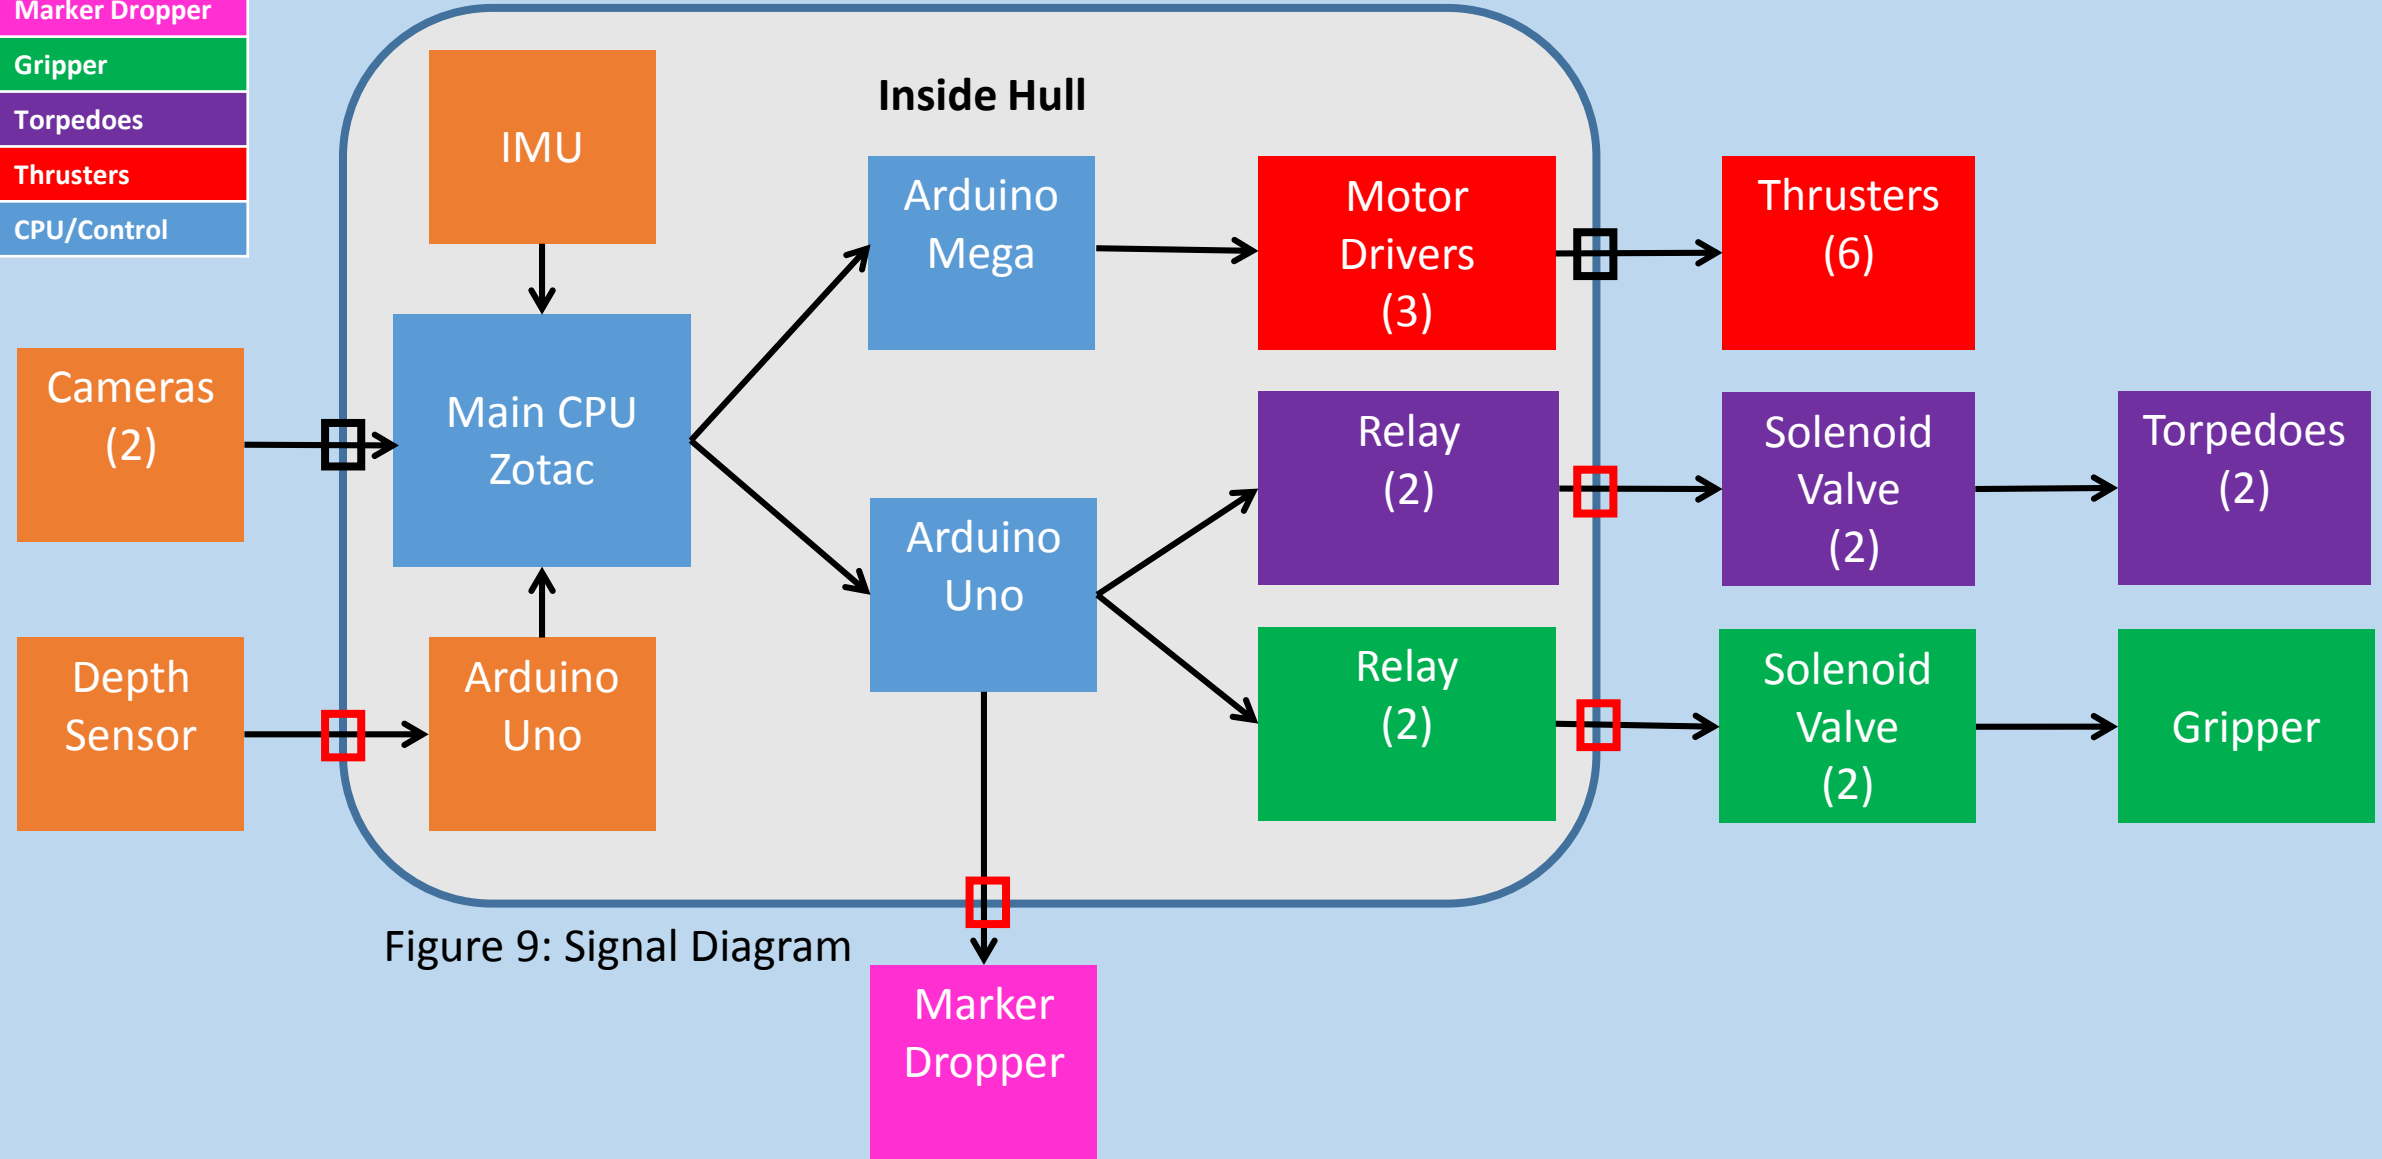 Marker Dropper
Gripper
Torpedoes
Thrusters
CPU/Control
Inside Hull
IMU
Arduino
Mega
Motor
Drivers
(3)
Thrusters
(6)
Cameras
(2)
Main CPU
Zotac
Relay
(2)
Solenoid
Valve
(2)
Torpedoes
(2)
Arduino
Uno
Depth
Sensor
Arduino
Uno
Relay
(2)
Solenoid
Valve
(2)
Gripper
Figure 9: Signal Diagram
Marker
Dropper